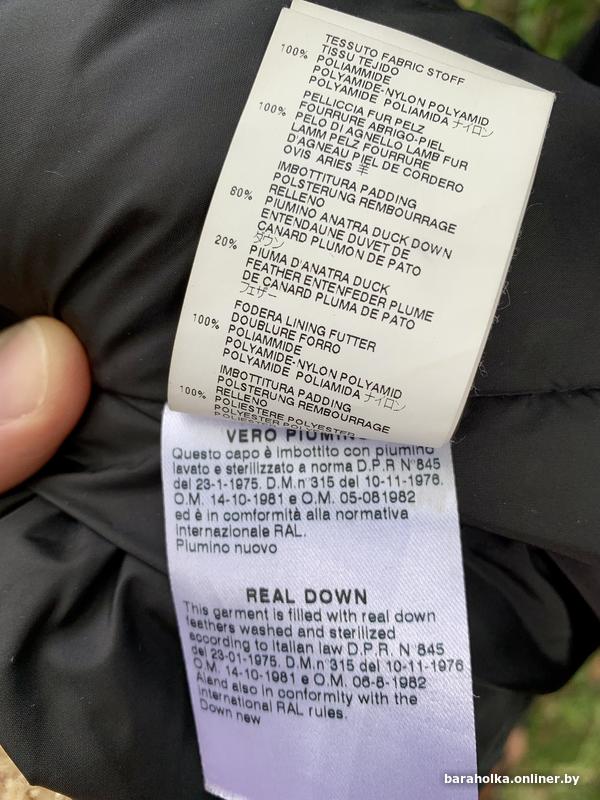 TESSUTO FABRIC STOFF
100% TISSU TEJIDO
POLIAMMIDE
POLYAMIDE-NYLON POLYAMID
POLYAMIDE POLIAMIDA ナイロン
PELLICCIA FUR PELZ
100% FOURRURE ABRIGO-PIEL
PELO DI AGNELLO LAMB FUR
LAMM PELZ FOURRURE
D'AGNEAU PIEL DE CORDERO
OVIS ARIES 羊
IMBOTTITURA PADDING
POLSTERUNG REMBOURRAGE
RELLENO
80% PIUMINO ANATRA DUCK DOWN
ENTENDAUNE DUVET DE
CANARD PLUMON DE PATO
ダウン
20% PIUMA D'ANATRA DUCK
FEATHER ENTENFEDER PLUME
DE CANARD PLUMA DE PATO
フェザー
FODERA LINING FUTTER
100% DOUBLURE FORRO
POLIAMMIDE
POLYAMIDE-NYLON POLYAMID
POLYAMIDE POLIAMIDA ナイロン
IMBOTTITURA PADDING
POLSTERUNG REMBOURRAGE
100% RELLENO
POLIESTERE POLYESTER
POLYESTER
VERO PIUMINO
Questo capo è imbottito con piumino
lavato e sterilizzato a norma D.P.R N°845
del 23-1-1975. D.M.n°315 del 10-11-1976.
O.M. 14-10-1981 e O.M. 05-081982
ed è in comformità alla normativa
internazionale RAL.
Plumino nuovo
REAL DOWN
This garment is filled with real down
feathers washed and sterilized
according to italian law D.P.R. N°845
del 23-01-1975. D.M.n°315 del 10-11-1976
O.M. 14-10-1981 e O.M. 06-8-1982
Aland also in conformity with the
international RAL rules.
Down new
baraholka.onliner.by